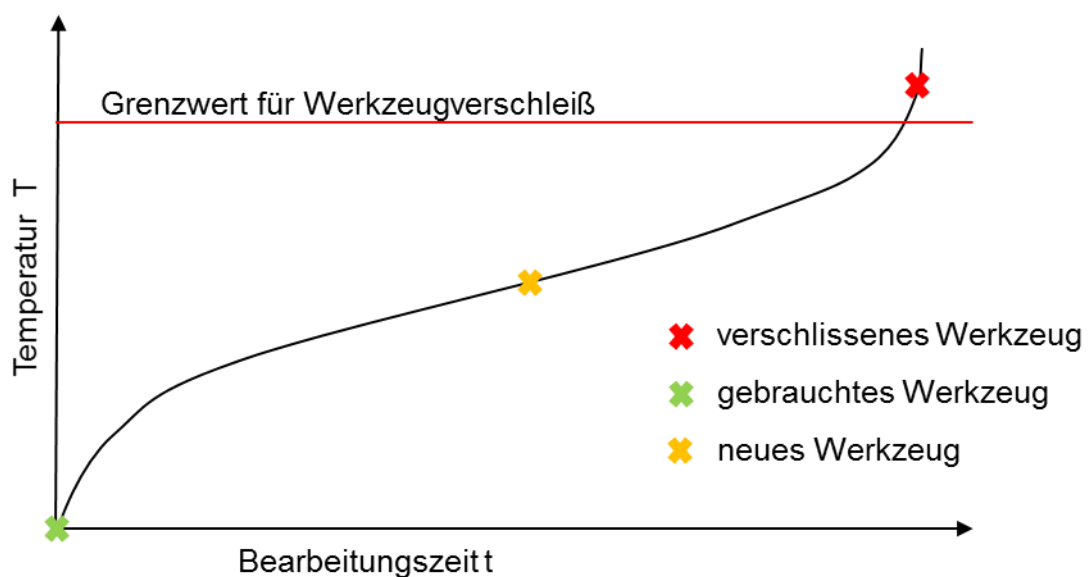 Grenzwert für Werkzeugverschleiß
Temperatur T
verschlissenes Werkzeug
gebrauchtes Werkzeug
neues Werkzeug
Bearbeitungszeit t